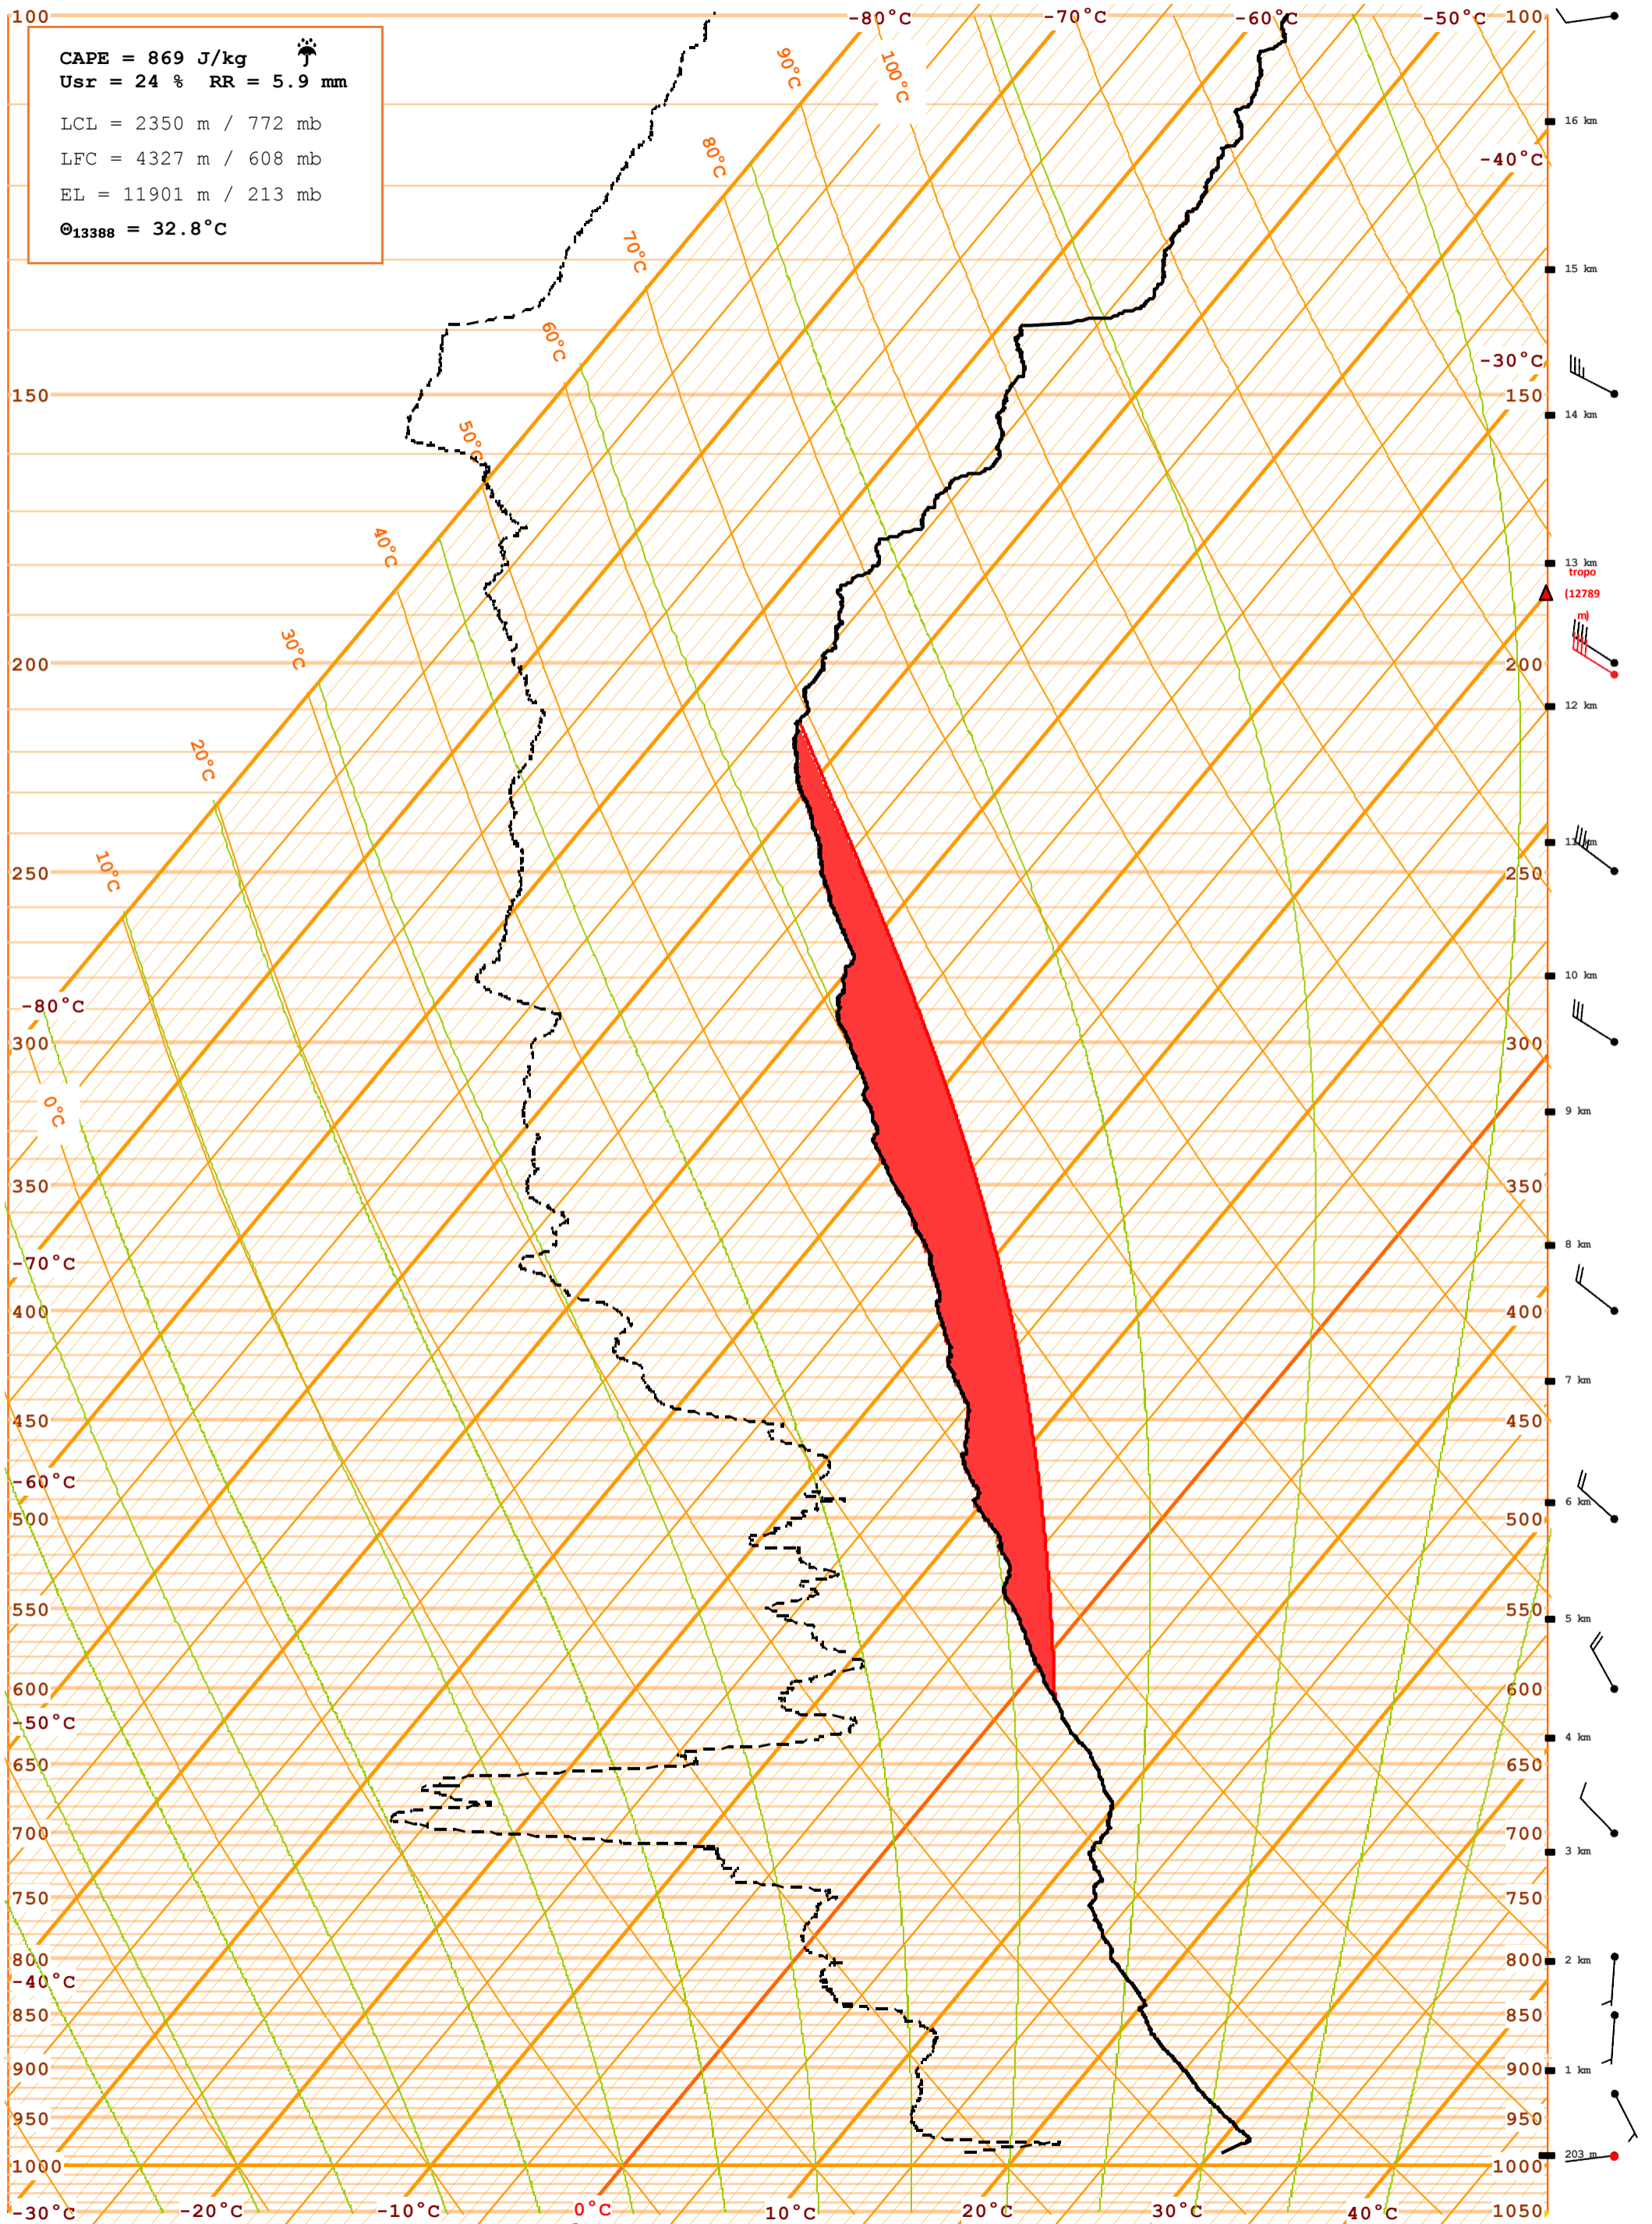 100 -80°C -70°C -60°C -50°C 100
CAPE = 869 J/kg
Usr = 24 % RR = 5.9 mm
LCL = 2350 m / 772 mb
LFC = 4327 m / 608 mb
EL = 11901 m / 213 mb
Θ13388 = 32.8°C
90°C 100°C
16 km
80°C -40°C
70°C 15 km
60°C -30°C
150 150
14 km
50°C
40°C
13 km
tropo
(12789
m)
30°C
200 200
12 km
20°C
11 km
10°C 250 250
10 km
-80°C
300 300
0°C 9 km
350 350
8 km
-70°C
400 400
7 km
450 450
-60°C
6 km
500 500
550 550
5 km
600 600
-50°C
4 km
650 650
700 700
3 km
750 750
800 800 2 km
-40°C
850 850
900 900 1 km
950 950
203 m
1000 1000
-30°C -20°C -10°C 0°C 10°C 20°C 30°C 40°C 1050